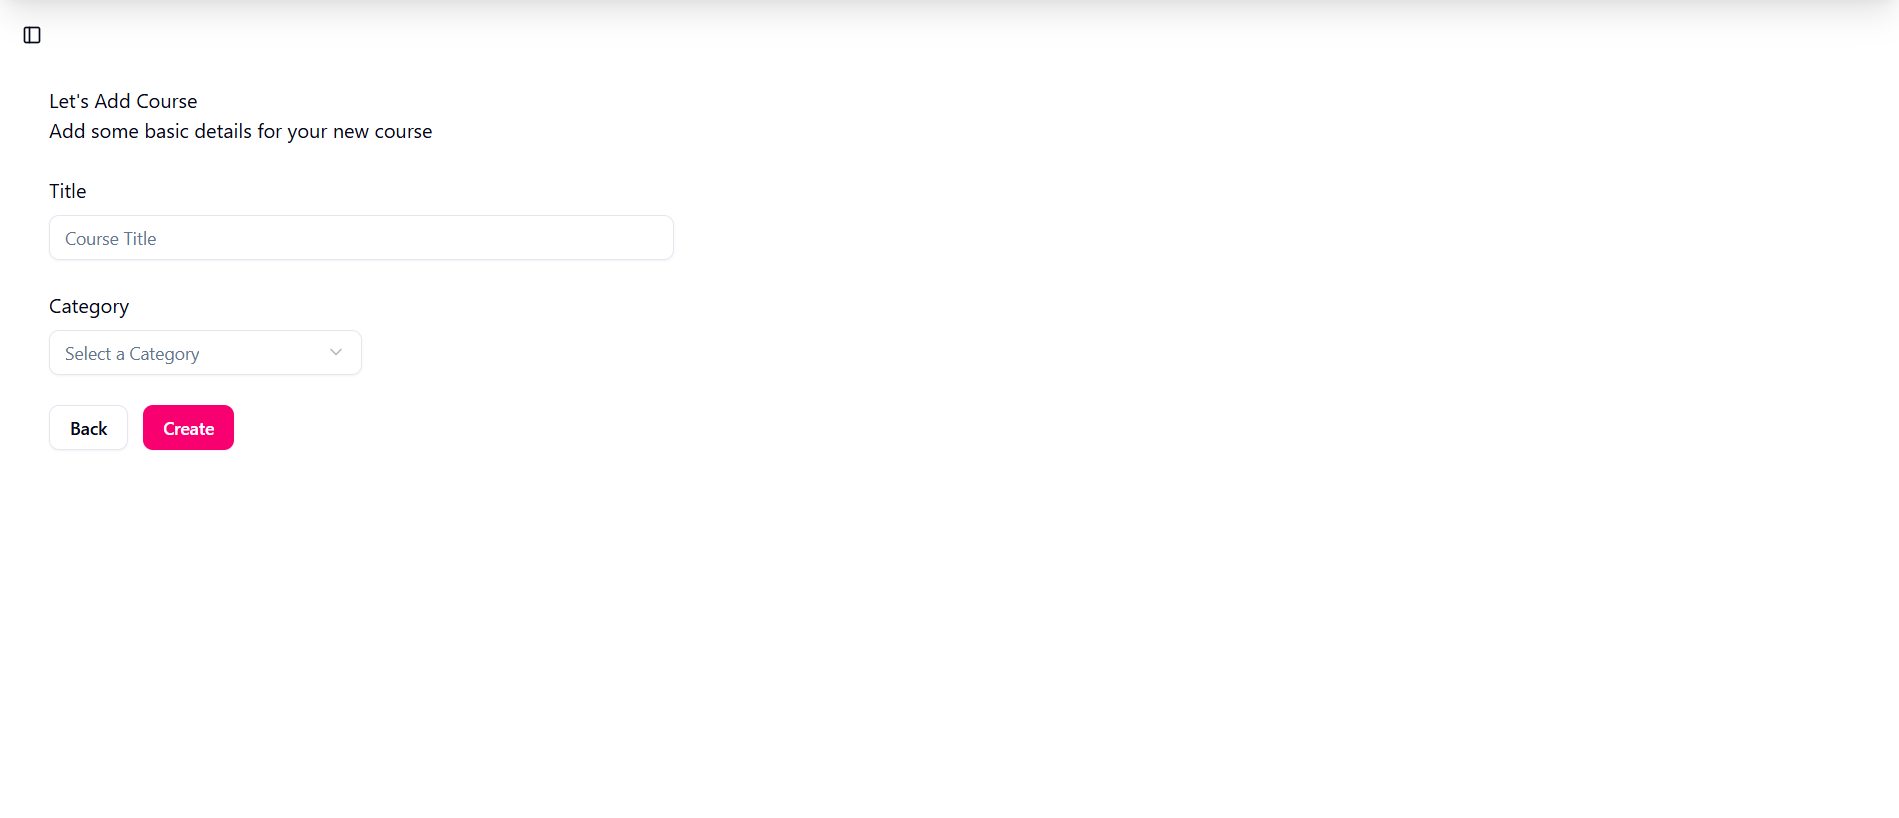 Let's Add Course
Add some basic details for your new course
Title
Course Title
Category
Select a Category
Back
Create